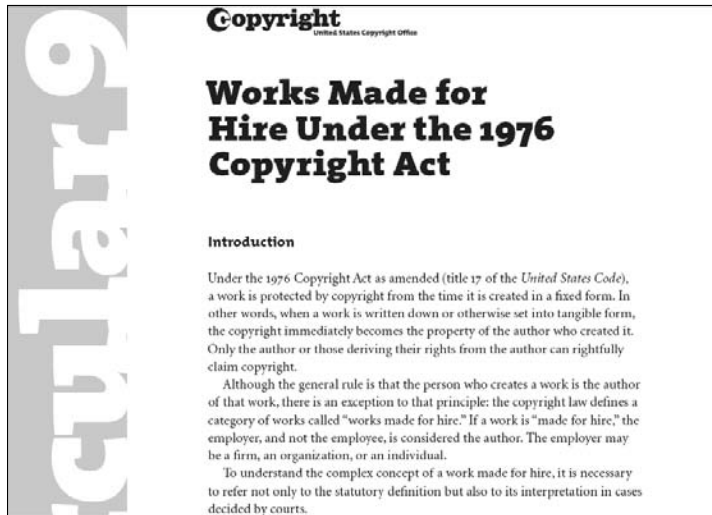 Copyright
United States Copyright Office
cular 9
Works Made for
Hire Under the 1976
Copyright Act
Introduction
Under the 1976 Copyright Act as amended (title 17 of the United States Code),
a work is protected by copyright from the time it is created in a fixed form. In
other words, when a work is written down or otherwise set into tangible form,
the copyright immediately becomes the property of the author who created it.
Only the author or those deriving their rights from the author can rightfully
claim copyright.
Although the general rule is that the person who creates a work is the author
of that work, there is an exception to that principle: the copyright law defines a
category of works called “works made for hire.” If a work is “made for hire,” the
employer, and not the employee, is considered the author. The employer may
be a firm, an organization, or an individual.
To understand the complex concept of a work made for hire, it is necessary
to refer not only to the statutory definition but also to its interpretation in cases
decided by courts.